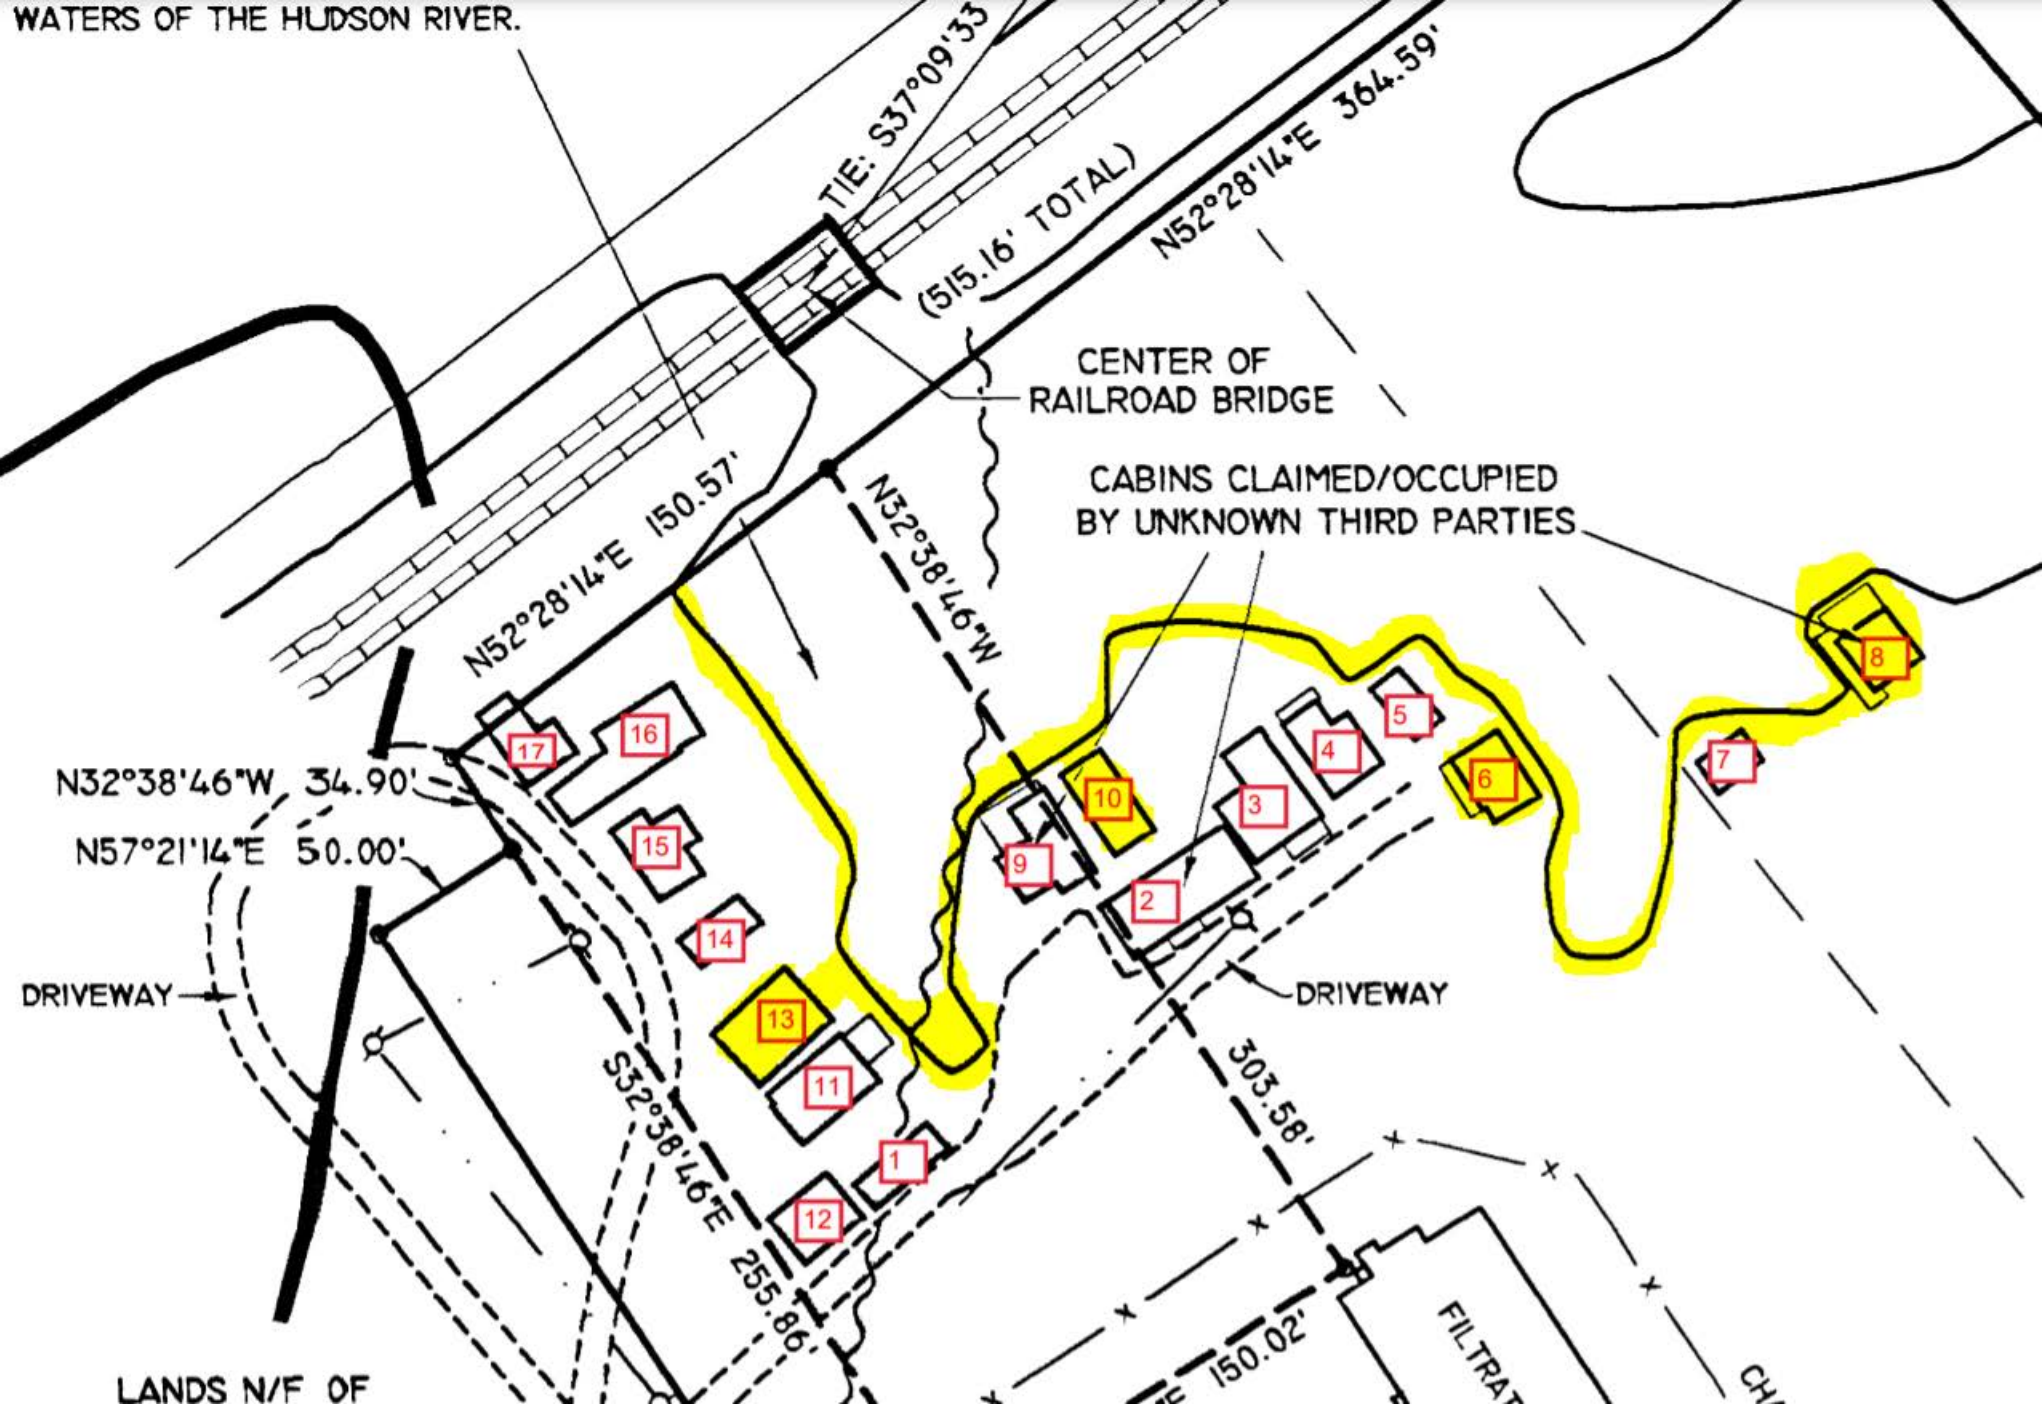 WATERS OF THE HUDSON RIVER.
TIE: S37°09'33
(515.16' TOTAL)
N52°28'14"E 364.59'
CENTER OF
RAILROAD BRIDGE
N52°28'14"E 150.57'
N32°38'46"W
CABINS CLAIMED/OCCUPIED
BY UNKNOWN THIRD PARTIES
8
5
17
16
4
7
N32°38'46"W 34.90'
6
10
3
15
N57°21'14"E 50.00'
9
2
14
DRIVEWAY
DRIVEWAY
13
11
303.58'
1
S32°38'46"E 255.86'
12
150.02'
LANDS N/F OF